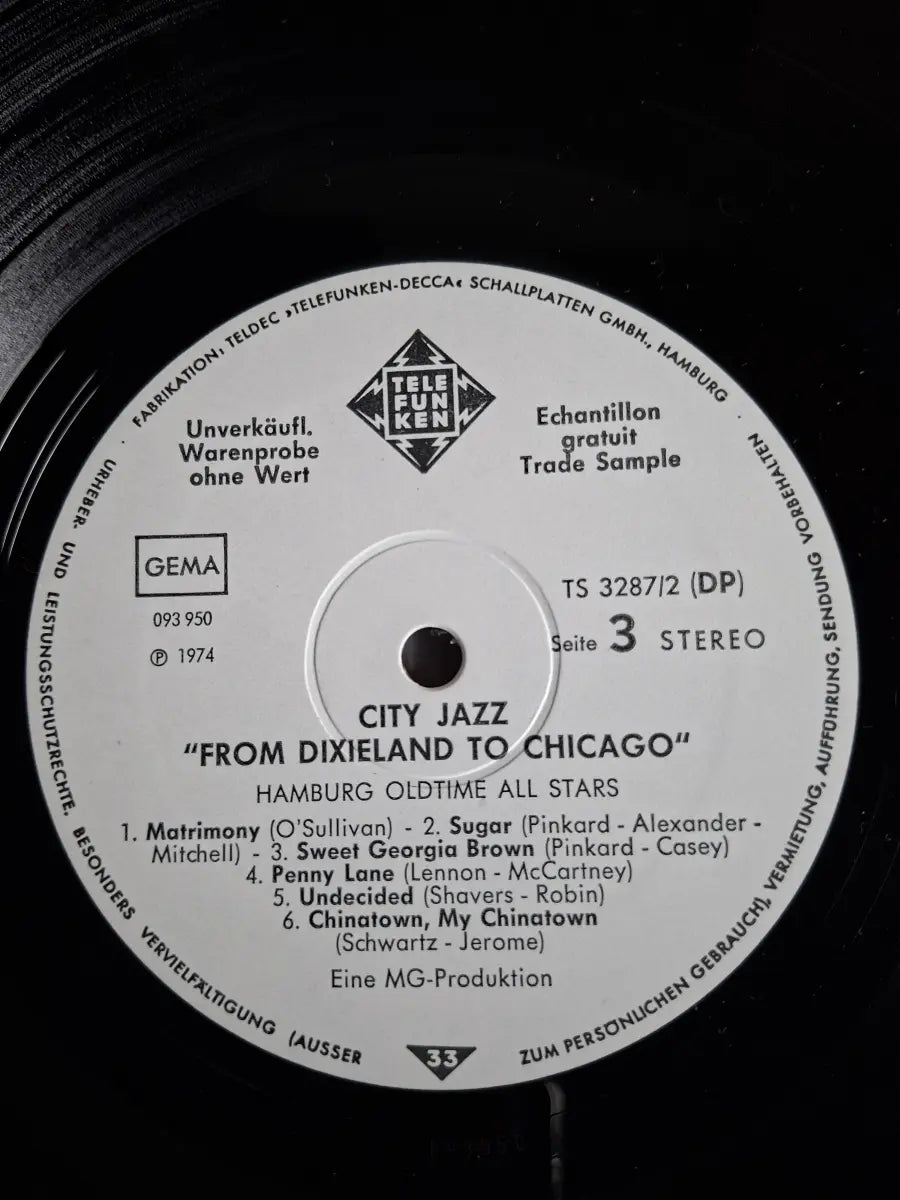 FABRIKATION: TELDEC ›TELEFUNKEN-DECCA‹ SCHALLPLATTEN GMBH., HAMBURG
TELE
FUN
KEN
Unverkäufl.
Warenprobe
ohne Wert
Echantillon
gratuit
Trade Sample
GEMA
093 950
℗ 1974
TS 3287/2 (DP)
Seite 3 STEREO
CITY JAZZ
"FROM DIXIELAND TO CHICAGO"
HAMBURG OLDTIME ALL STARS
1. Matrimony (O'Sullivan) - 2. Sugar (Pinkard - Alexander -
Mitchell) - 3. Sweet Georgia Brown (Pinkard - Casey)
4. Penny Lane (Lennon - McCartney)
5. Undecided (Shavers - Robin)
6. Chinatown, My Chinatown
(Schwartz - Jerome)
Eine MG-Produktion
33
URHEBER- UND LEISTUNGSSCHUTZRECHTE. BESONDERS VERVIELFÄLTIGUNG (AUSSER
ZUM PERSÖNLICHEN GEBRAUCH), VERMIETUNG, AUFFÜHRUNG, SENDUNG VORBEHALTEN